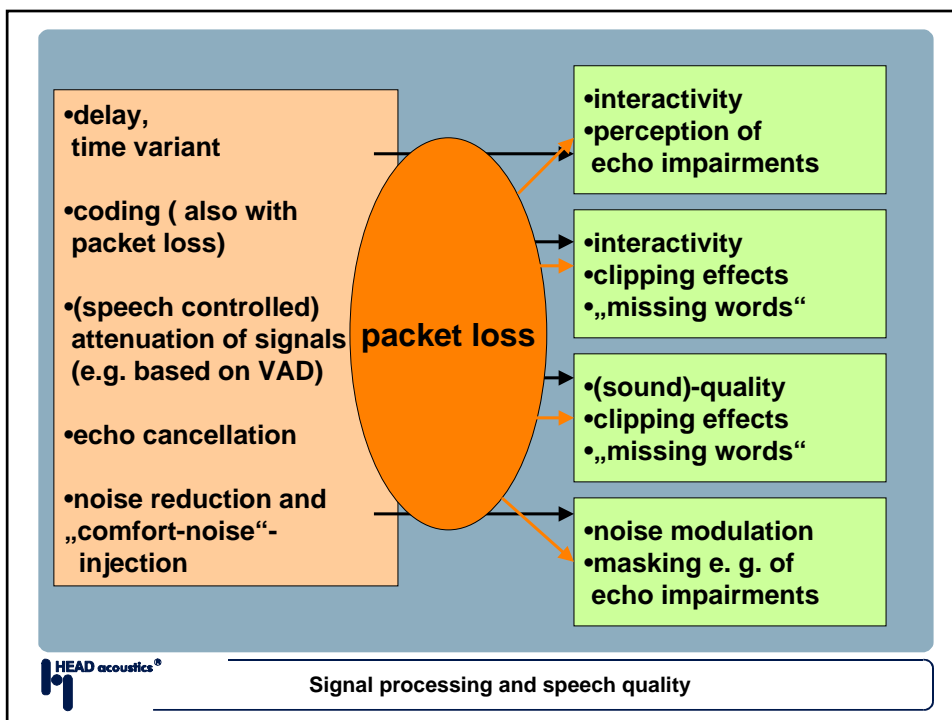 •delay,
time variant
•coding ( also with
packet loss)
•(speech controlled)
attenuation of signals
(e.g. based on VAD)
•echo cancellation
•noise reduction and
„comfort-noise“-
injection
packet loss
•interactivity
•perception of
echo impairments
•interactivity
•clipping effects
•„missing words“
•(sound)-quality
•clipping effects
•„missing words“
•noise modulation
•masking e. g. of
echo impairments
HEAD acoustics®
Signal processing and speech quality